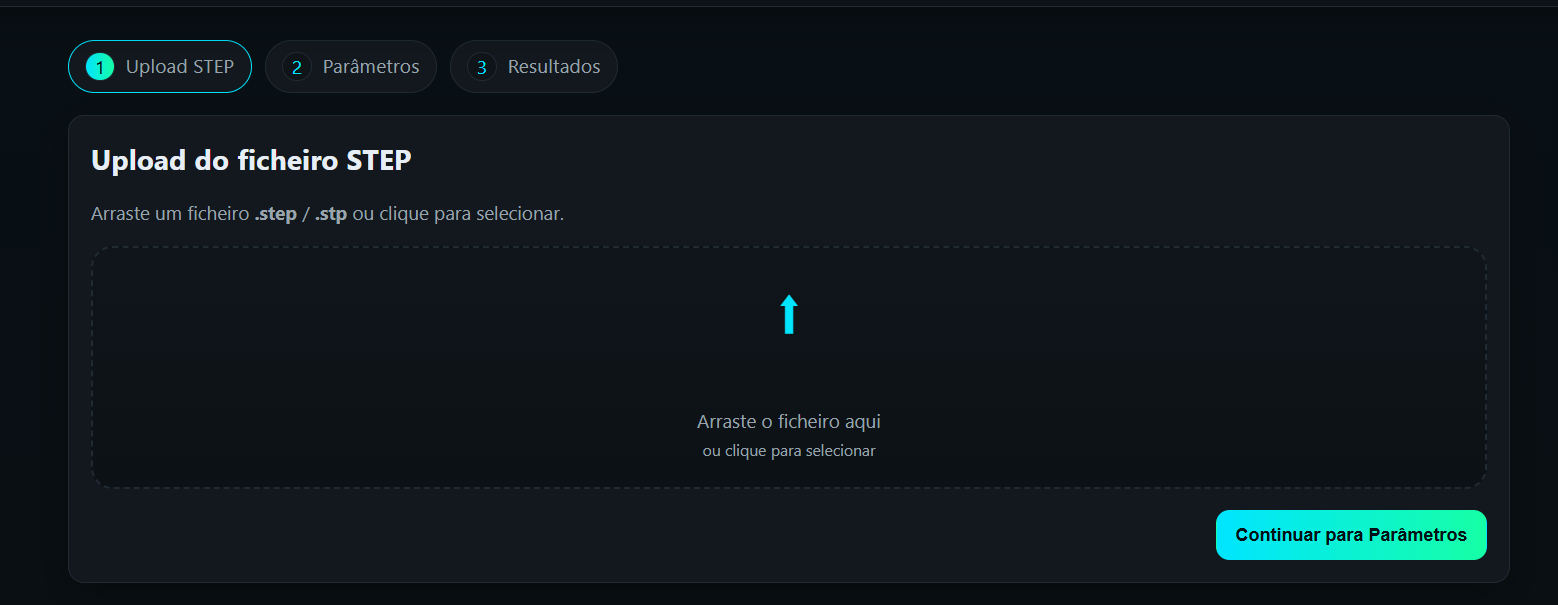 1 Upload STEP 2 Parâmetros 3 Resultados
Upload do ficheiro STEP
Arraste um ficheiro .step / .stp ou clique para selecionar.
Arraste o ficheiro aqui
ou clique para selecionar
Continuar para Parâmetros